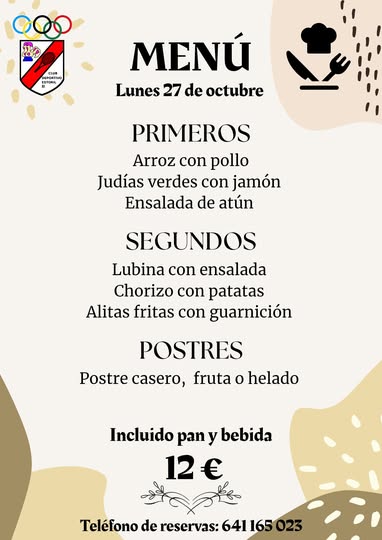 CLUB
DEPORTIVO
ESTORIL
II
MENÚ
Lunes 27 de octubre
PRIMEROS
Arroz con pollo
Judías verdes con jamón
Ensalada de atún
SEGUNDOS
Lubina con ensalada
Chorizo con patatas
Alitas fritas con guarnición
POSTRES
Postre casero, fruta o helado
Incluido pan y bebida
12 €
Teléfono de reservas: 641 165 023